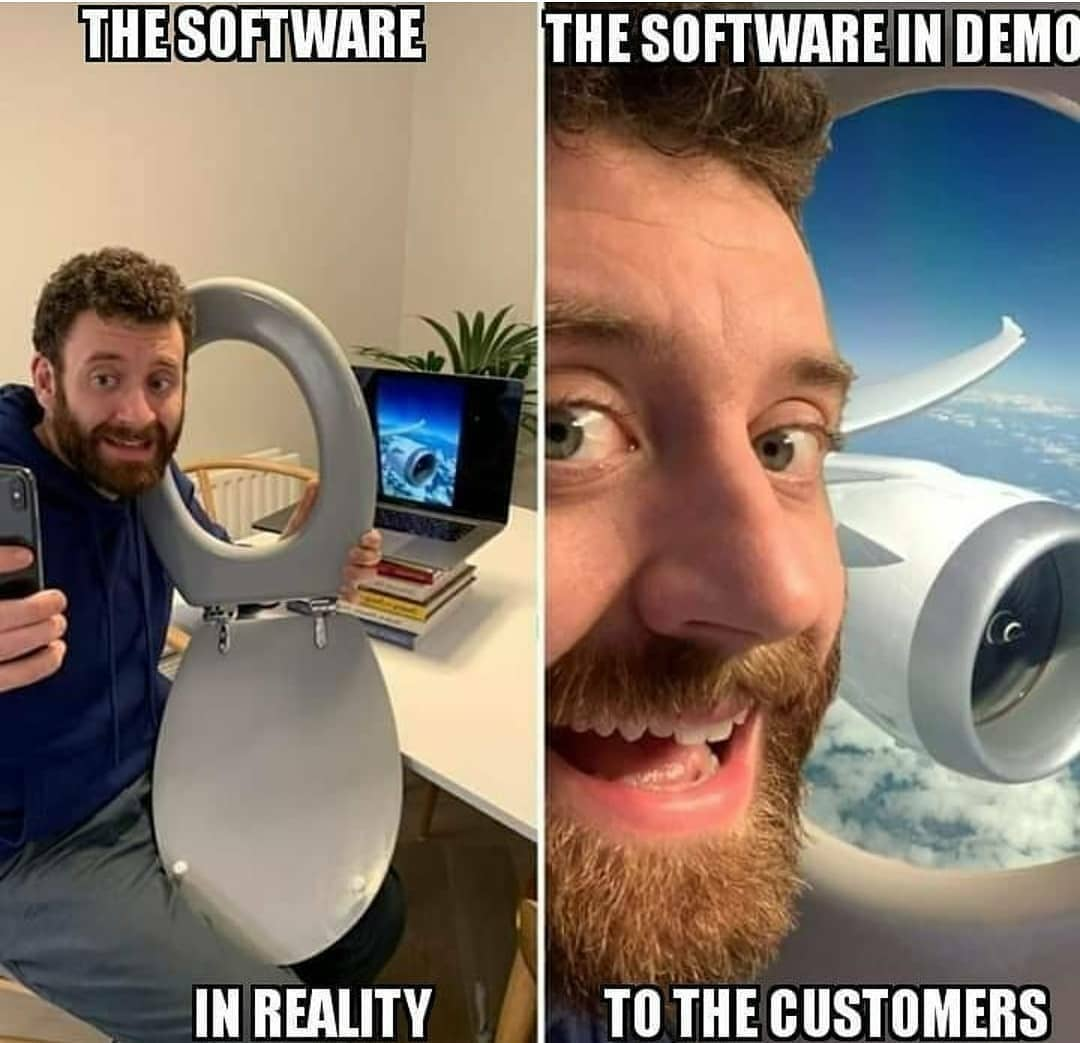 THE SOFTWARE
IN REALITY
THE SOFTWARE IN DEMO
TO THE CUSTOMERS